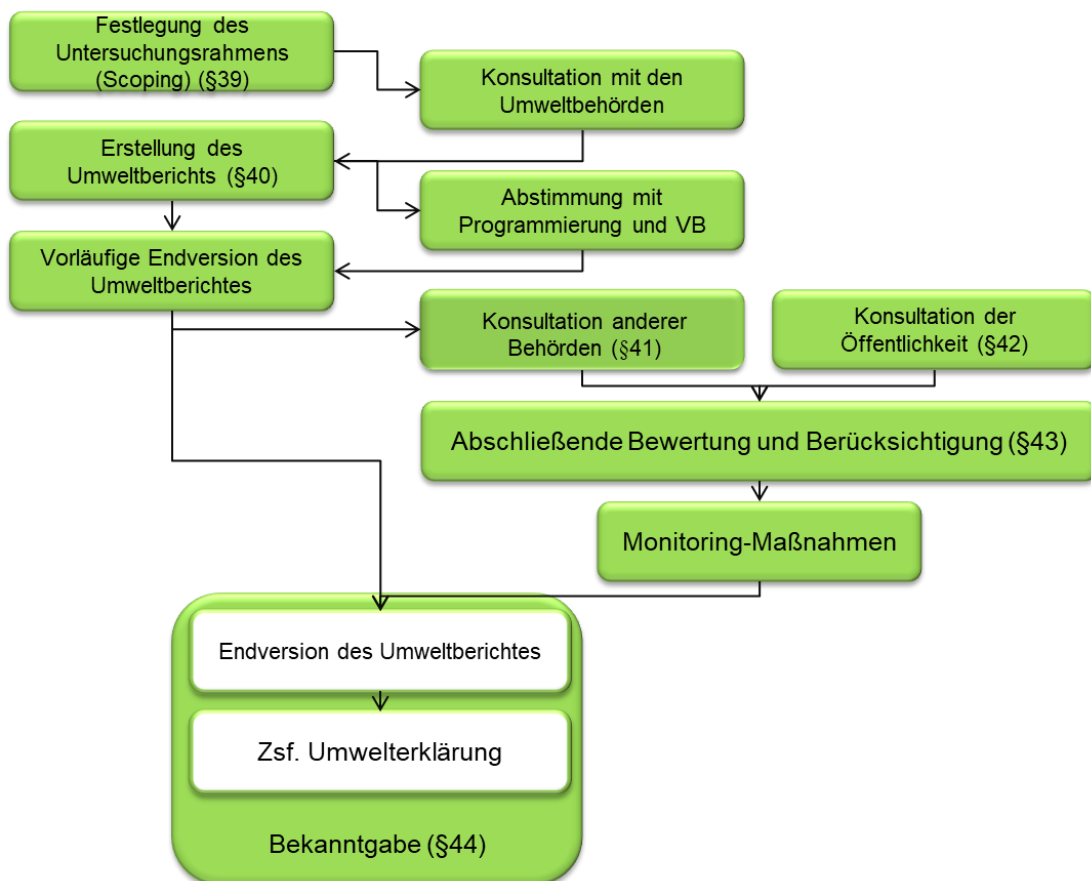 Festlegung des
Untersuchungsrahmens
(Scoping) (§39)
Konsultation mit den
Umweltbehörden
Erstellung des
Umweltberichts (§40)
Abstimmung mit
Programmierung und VB
Vorläufige Endversion des
Umweltberichtes
Konsultation anderer
Behörden (§41)
Konsultation der
Öffentlichkeit (§42)
Abschließende Bewertung und Berücksichtigung (§43)
Monitoring-Maßnahmen
Endversion des Umweltberichtes
Zsf. Umwelterklärung
Bekanntgabe (§44)